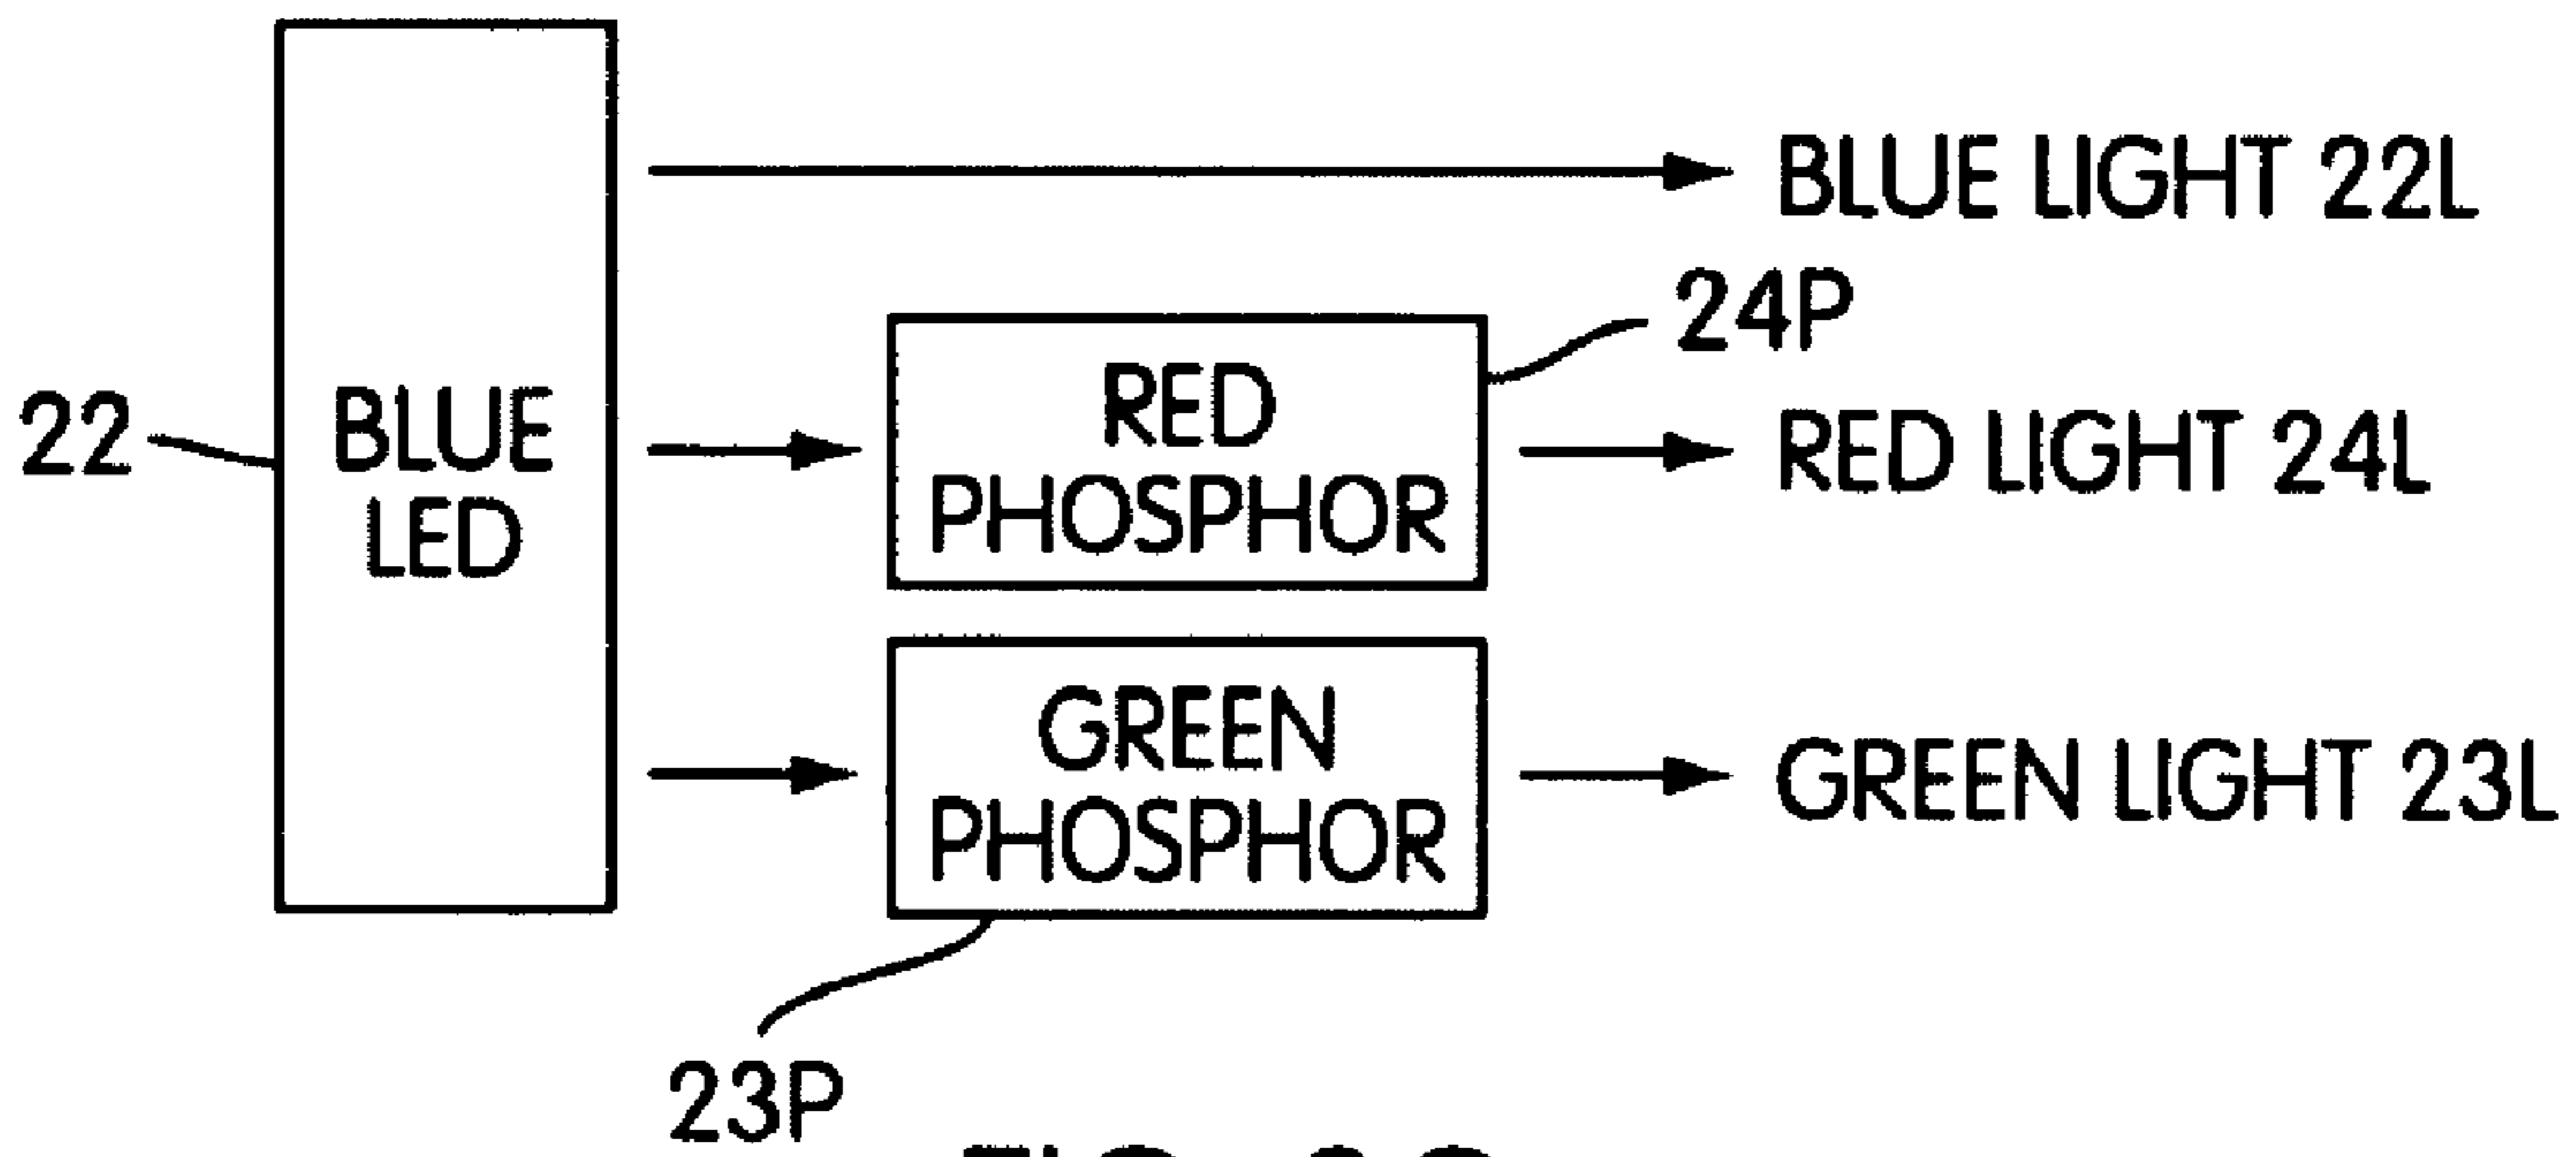 BLUE LIGHT 22L
24P
22
BLUE
LED
RED
PHOSPHOR
RED LIGHT 24L
GREEN
PHOSPHOR
GREEN LIGHT 23L
23P